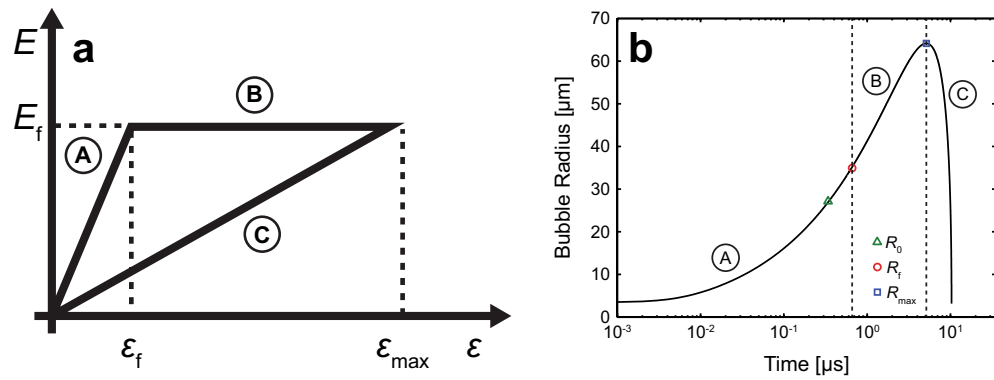 a
E
E_f
A
B
C
ε_f
ε_max
ε
b
Bubble Radius [μm]
70
60
50
40
30
20
10
0
A
B
C
R_0
R_f
R_max
10^-3
10^-2
10^-1
10^0
10^1
Time [μs]